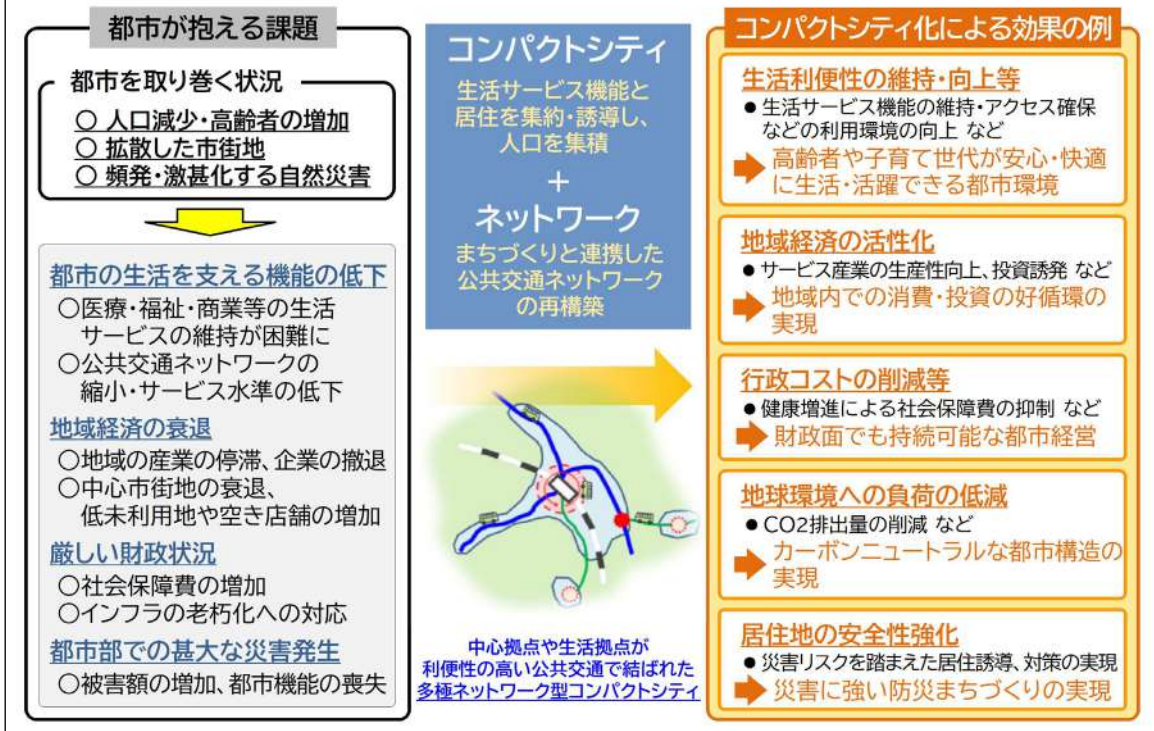 都市が抱える課題
都市を取り巻く状況
○ 人口減少・高齢者の増加
○ 拡散した市街地
○ 頻発・激甚化する自然災害
都市の生活を支える機能の低下
○医療・福祉・商業等の生活
サービスの維持が困難に
○公共交通ネットワークの
縮小・サービス水準の低下
地域経済の衰退
○地域の産業の停滞、企業の撤退
○中心市街地の衰退、
低未利用地や空き店舗の増加
厳しい財政状況
○社会保障費の増加
○インフラの老朽化への対応
都市部での甚大な災害発生
○被害額の増加、都市機能の喪失
コンパクトシティ
生活サービス機能と
居住を集約・誘導し、
人口を集積
+
ネットワーク
まちづくりと連携した
公共交通ネットワーク
の再構築
中心拠点や生活拠点が
利便性の高い公共交通で結ばれた
多極ネットワーク型コンパクトシティ
コンパクトシティ化による効果の例
生活利便性の維持・向上等
● 生活サービス機能の維持・アクセス確保
などの利用環境の向上 など
高齢者や子育て世代が安心・快適
に生活・活躍できる都市環境
地域経済の活性化
● サービス産業の生産性向上、投資誘発 など
地域内での消費・投資の好循環の
実現
行政コストの削減等
● 健康増進による社会保障費の抑制 など
財政面でも持続可能な都市経営
地球環境への負荷の低減
● CO2排出量の削減 など
カーボンニュートラルな都市構造の
実現
居住地の安全性強化
● 災害リスクを踏まえた居住誘導、対策の実現
災害に強い防災まちづくりの実現